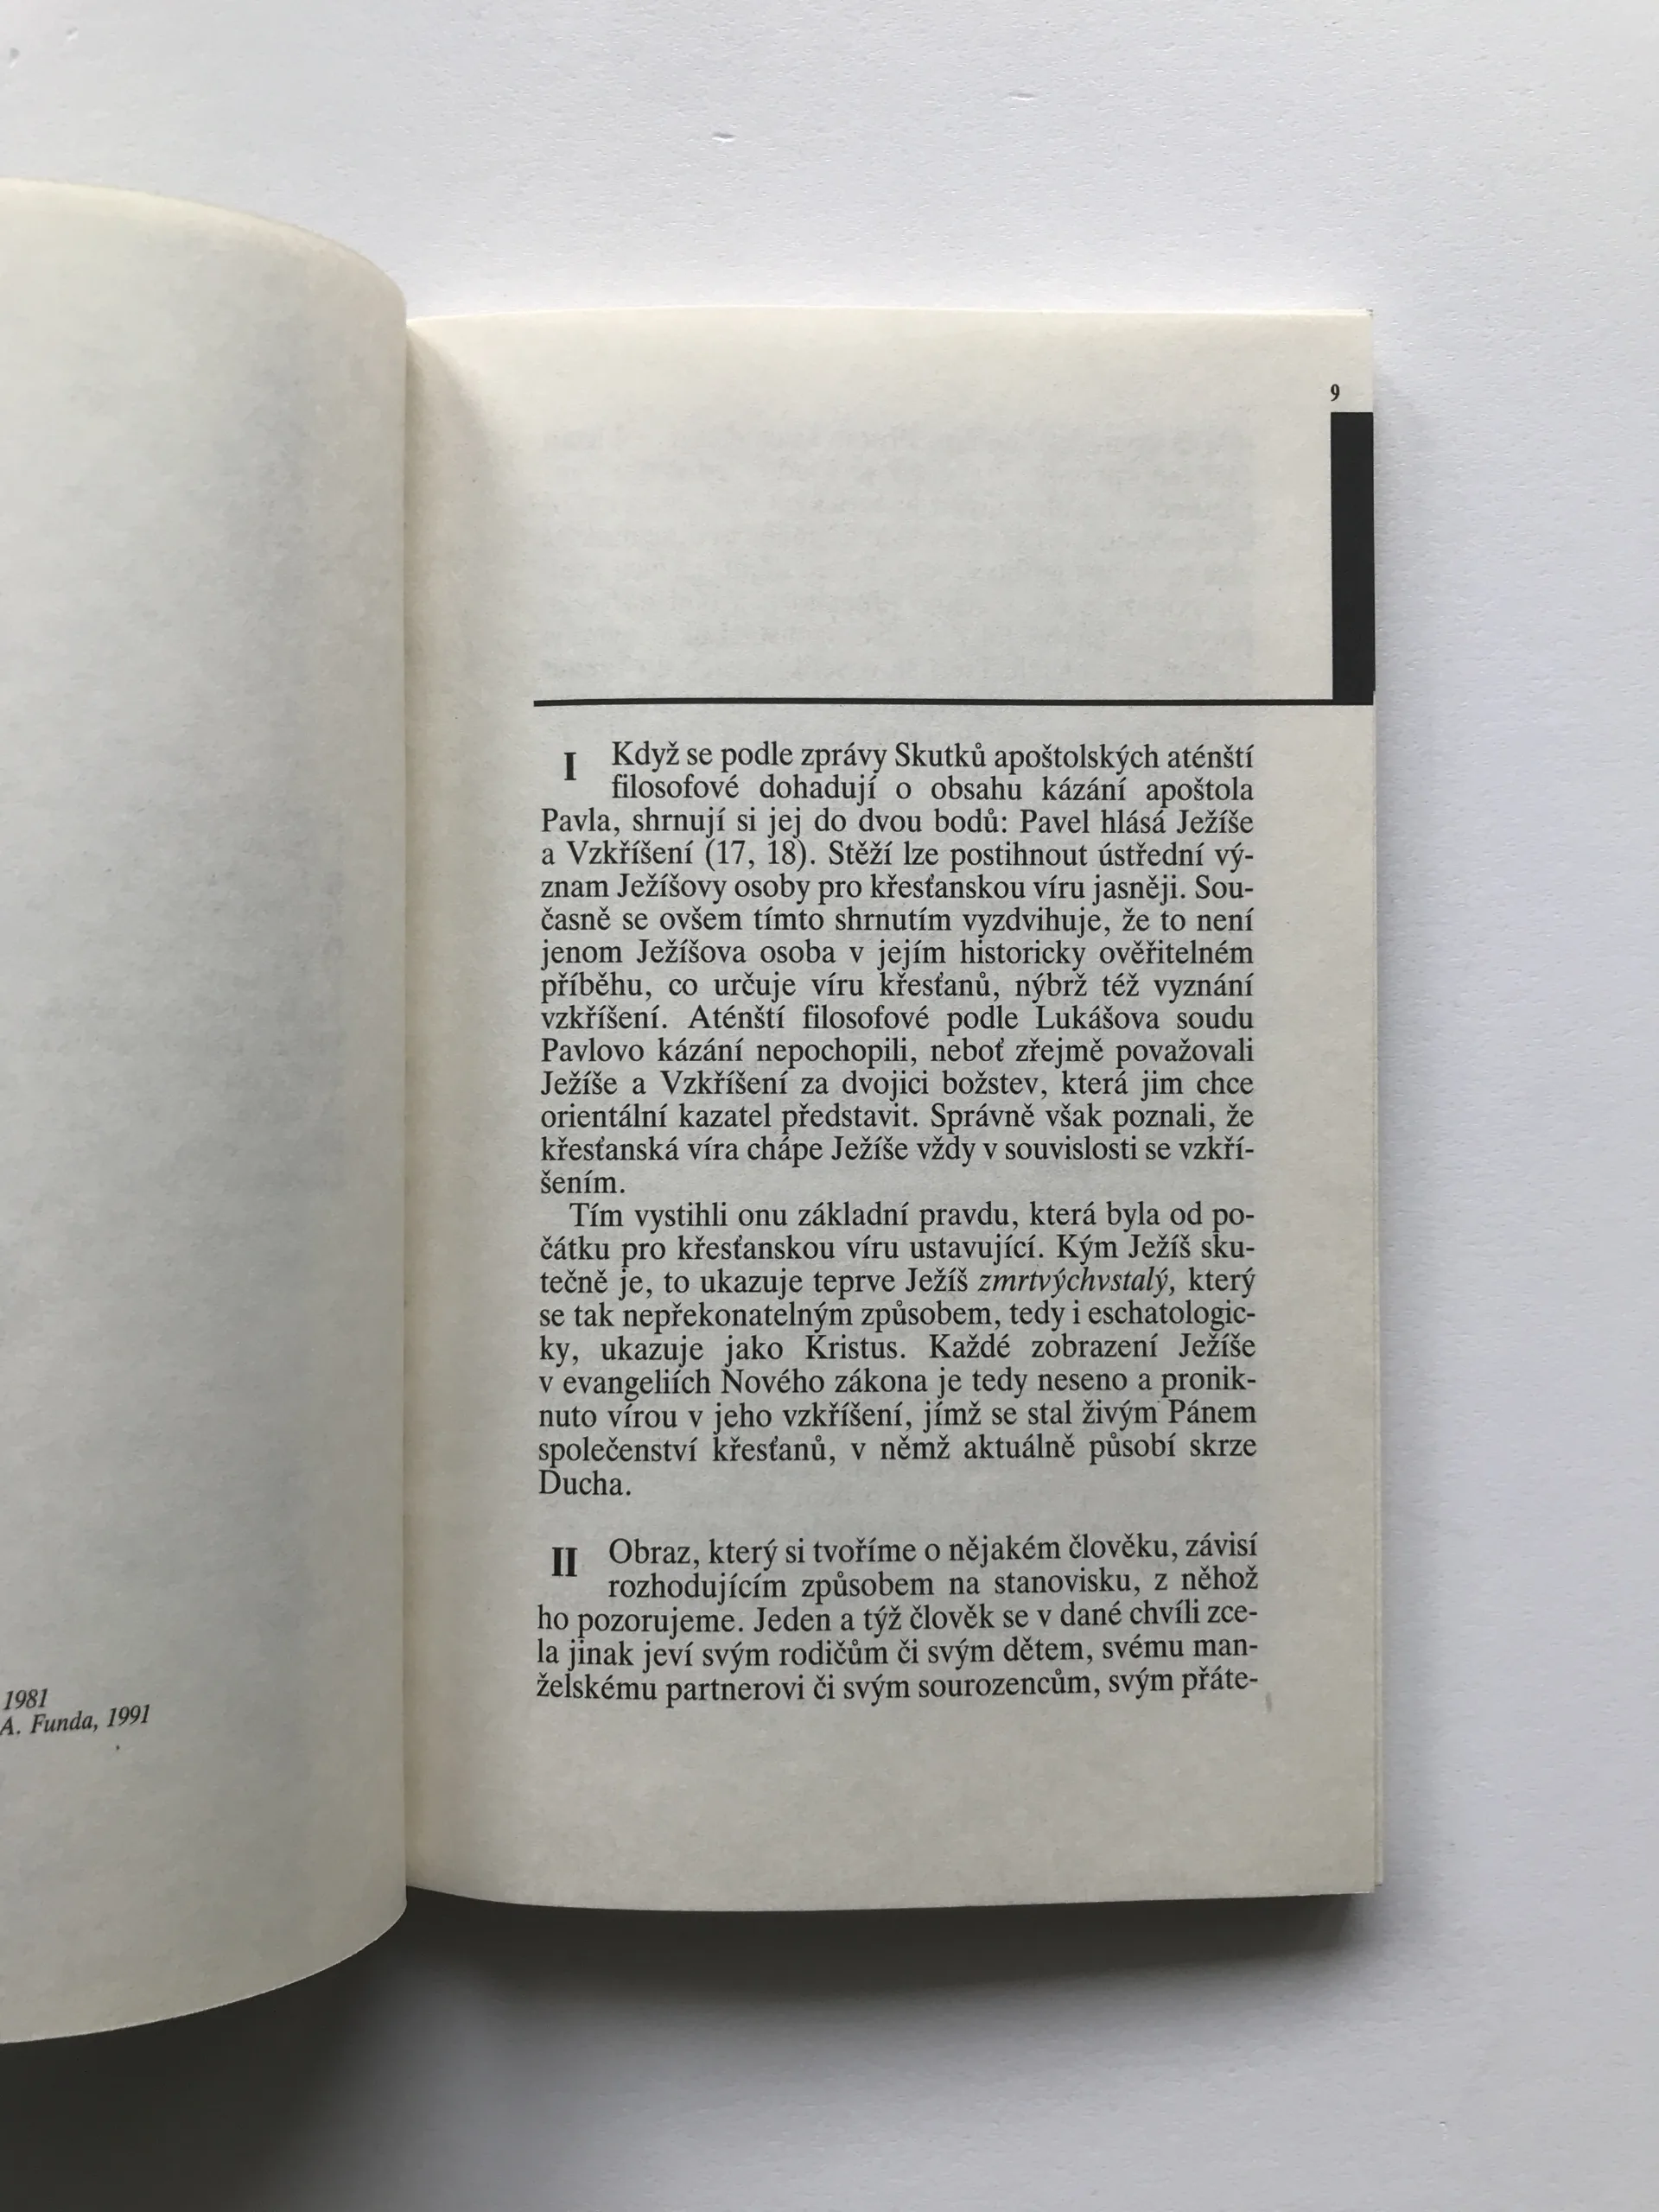 1981
A. Funda, 1991
9
I Když se podle zprávy Skutků apoštolských aténští
filosofové dohadují o obsahu kázání apoštola
Pavla, shrnují si jej do dvou bodů: Pavel hlásá Ježíše
a Vzkříšení (17, 18). Stěží lze postihnout ústřední vý-
znam Ježíšovy osoby pro křesťanskou víru jasněji. Sou-
časně se ovšem tímto shrnutím vyzdvihuje, že to není
jenom Ježíšova osoba v jejím historicky ověřitelném
příběhu, co určuje víru křesťanů, nýbrž též vyznání
vzkříšení. Aténští filosofové podle Lukášova soudu
Pavlovo kázání nepochopili, neboť zřejmě považovali
Ježíše a Vzkříšení za dvojici božstev, která jim chce
orientální kazatel představit. Správně však poznali, že
křesťanská víra chápe Ježíše vždy v souvislosti se vzkří-
šením.
Tím vystihli onu základní pravdu, která byla od po-
čátku pro křesťanskou víru ustavující. Kým Ježíš sku-
tečně je, to ukazuje teprve Ježíš zmrtvýchvstalý, který
se tak nepřekonatelným způsobem, tedy i eschatologic-
ky, ukazuje jako Kristus. Každé zobrazení Ježíše
v evangeliích Nového zákona je tedy neseno a pronik-
nuto vírou v jeho vzkříšení, jímž se stal živým Pánem
společenství křesťanů, v němž aktuálně působí skrze
Ducha.
II Obraz, který si tvoříme o nějakém člověku, závisí
rozhodujícím způsobem na stanovisku, z něhož
ho pozorujeme. Jeden a týž člověk se v dané chvíli zce-
la jinak jeví svým rodičům či svým dětem, svému man-
želskému partnerovi či svým sourozencům, svým přáte-